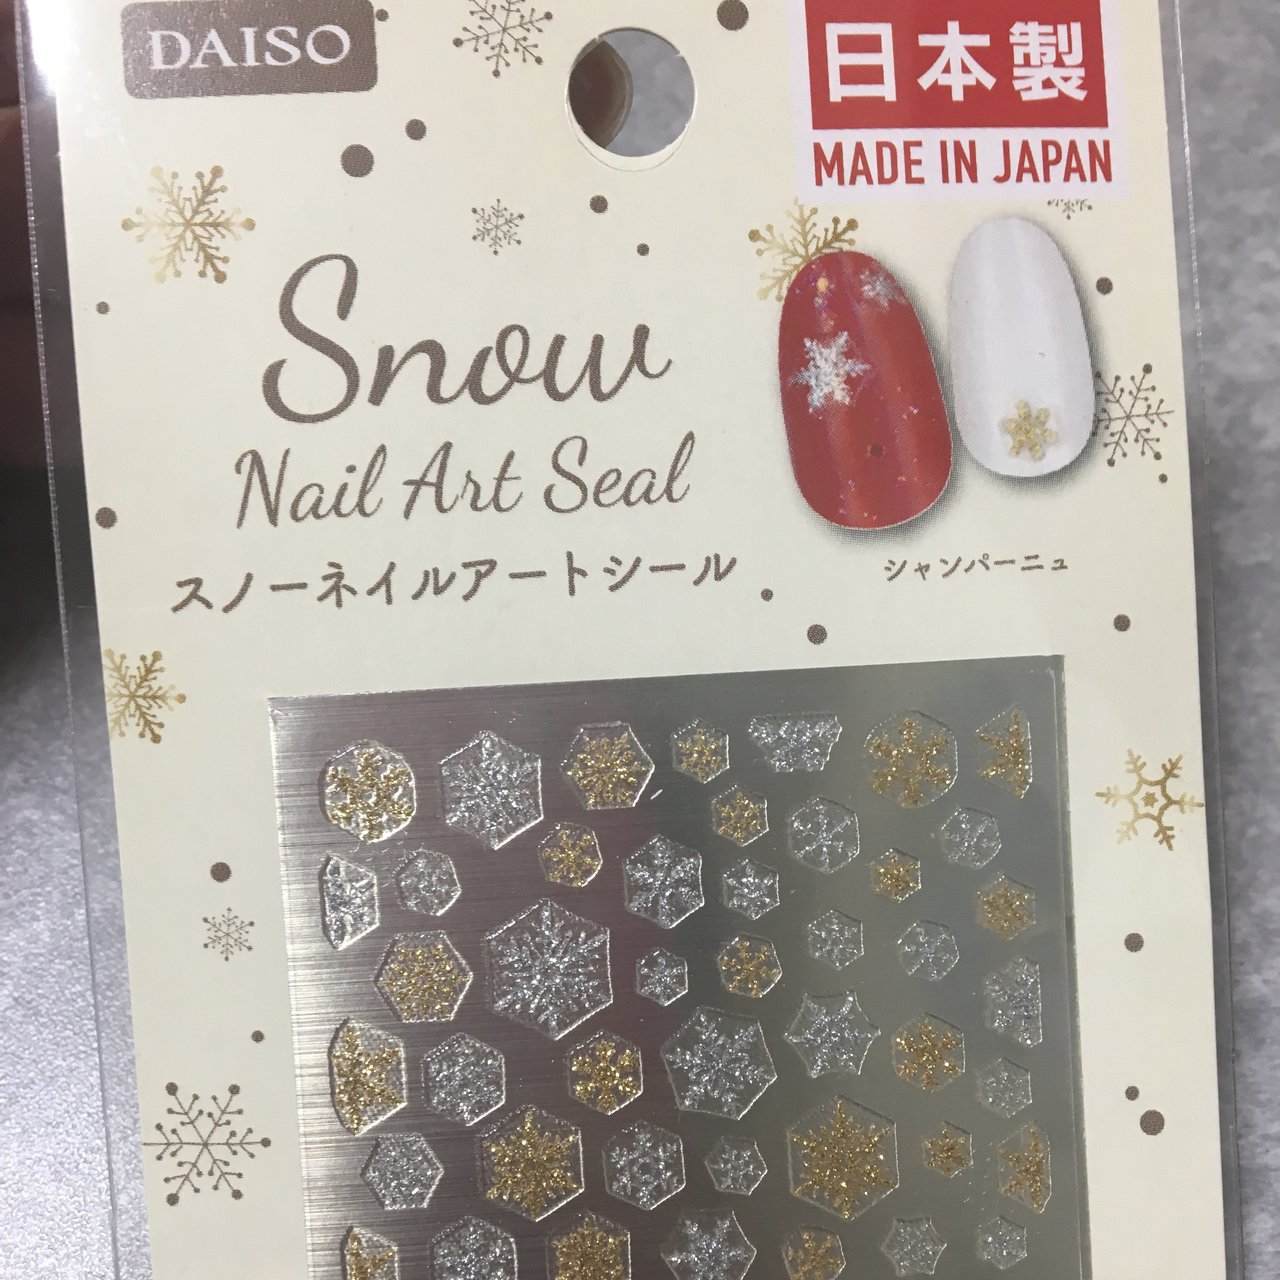 DAISO
日本製
MADE IN JAPAN
Snow
Nail Art Seal
スノーネイルアートシール
シャンパーニュ